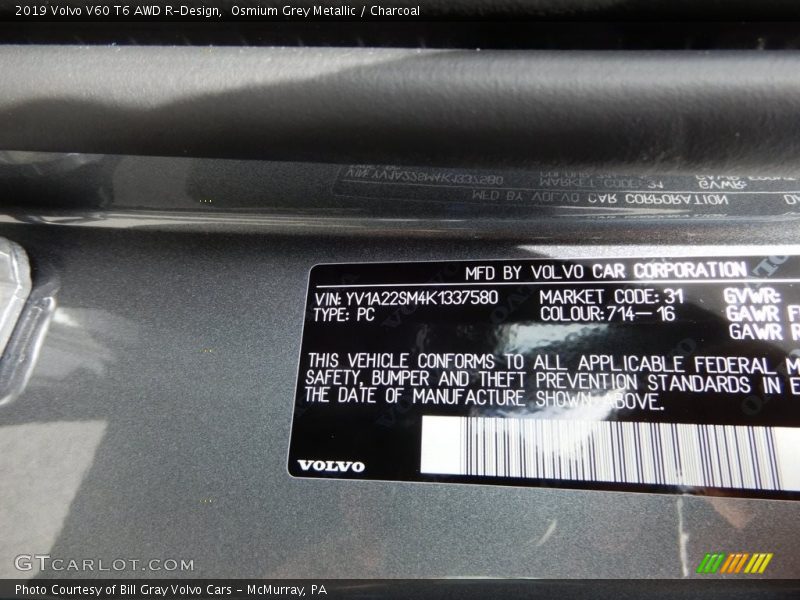 2019 Volvo V60 T6 AWD R-Design, Osmium Grey Metallic / Charcoal
MFD BY VOLVO CAR CORPORATION
VIN: YV1A22SM4K1337580 MARKET CODE: 31 GVWR:
TYPE: PC COLOUR: 714-16 GAWR
GAWR
THIS VEHICLE CONFORMS TO ALL APPLICABLE FEDERAL
SAFETY, BUMPER AND THEFT PREVENTION STANDARDS IN
THE DATE OF MANUFACTURE SHOWN ABOVE.
VOLVO
GTCARLOT.COM
Photo Courtesy of Bill Gray Volvo Cars - McMurray, PA